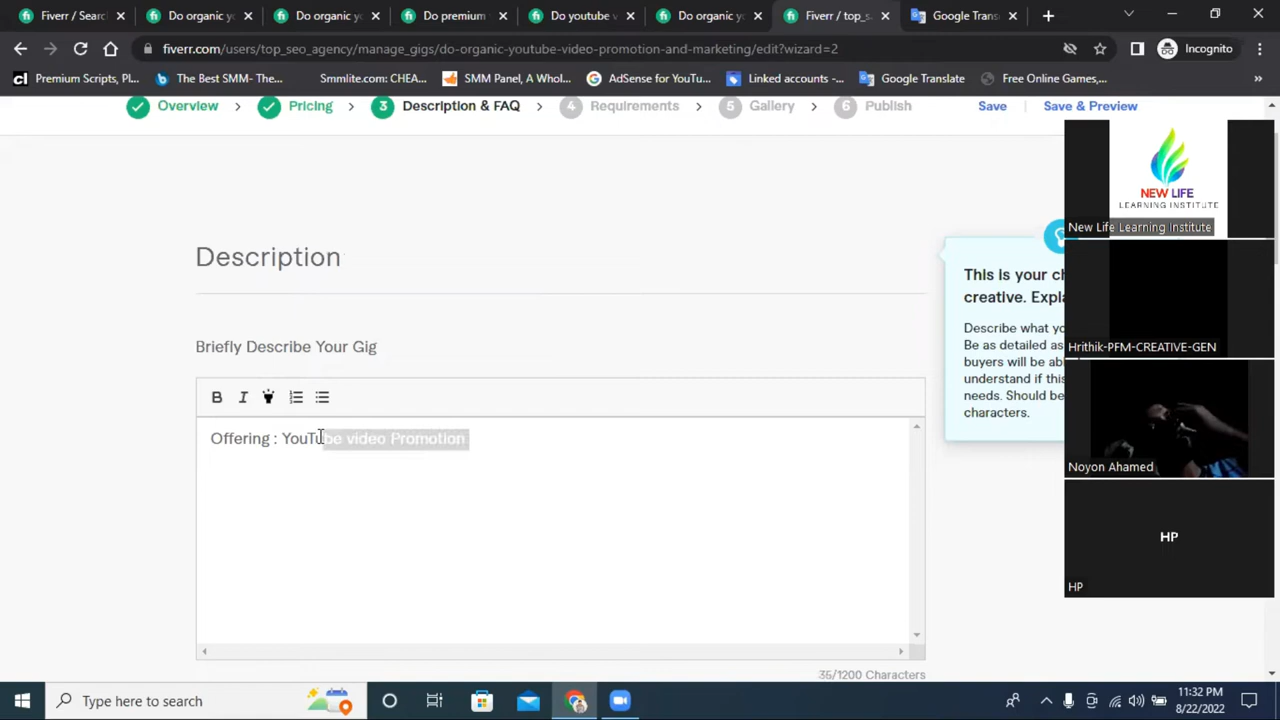 Fiverr / Sear
Do organic y
Do organic yo
Do premium
Do youtube v
Do organic yo
Fiverr / top_s
Google Tran
fiverr.com/users/top_seo_agency/manage_gigs/do-organic-youtube-video-promotion-and-marketing/edit?wizard=2
Incognito
Premium Scripts, Pl...
The Best SMM- The...
Smmlite.com: CHEA...
SMM Panel, A Whol...
AdSense for YouTu...
Linked accounts -...
Google Translate
Free Online Games,...
»
Overview
Pricing
3 Description & FAQ
4 Requirements
5 Gallery
6 Publish
Save
Save & Preview
NEW LIFE
LEARNING INSTITUTE
New Life Learning Institute
Description
This is your ch
creative. Expla
Describe what yo
Be as detailed as
buyers will be ab
understand if this
needs. Should be
characters.
Hrithik-PFM-CREATIVE-GEN
Briefly Describe Your Gig
B I
Offering : YouTube video Promotion
Noyon Ahamed
HP
HP
35/1200 Characters
Type here to search
11:32 PM
8/22/2022